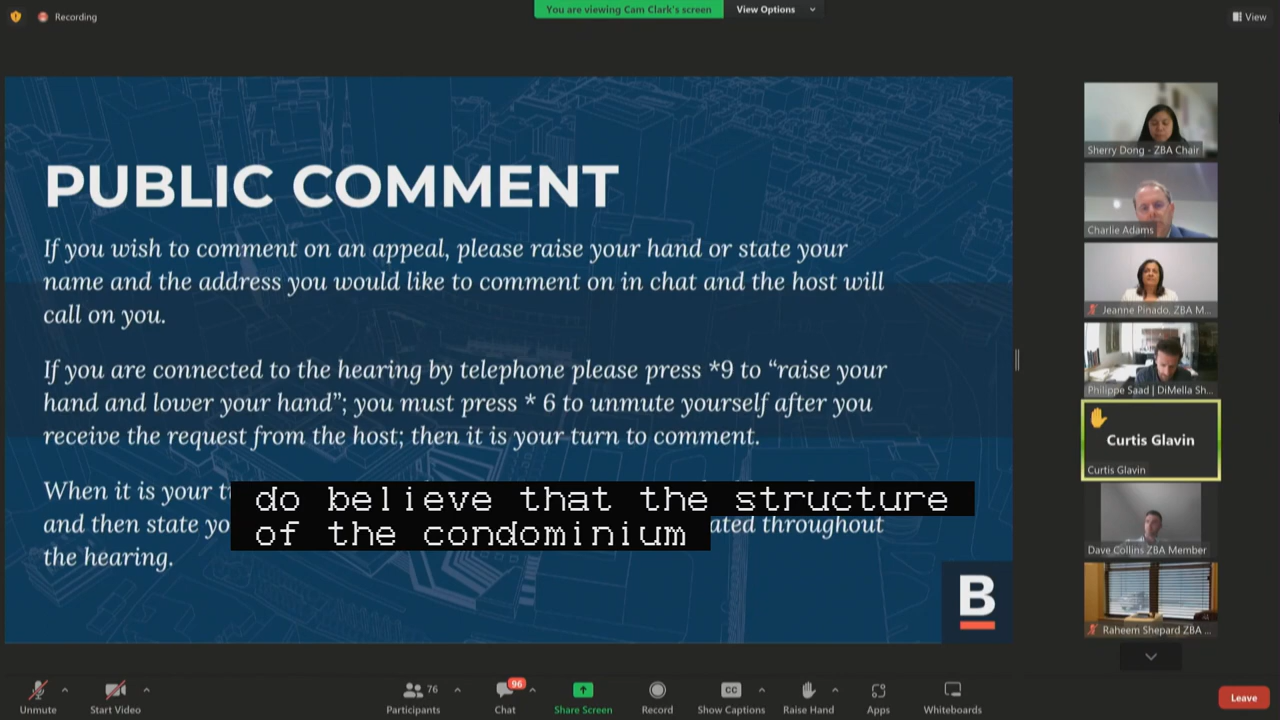 Recording
You are viewing Cam Clark's screen
View Options
View
PUBLIC COMMENT
If you wish to comment on an appeal, please raise your hand or state your
name and the address you would like to comment on in chat and the host will
call on you.
If you are connected to the hearing by telephone please press *9 to “raise your
hand and lower your hand”; you must press * 6 to unmute yourself after you
receive the request from the host; then it is your turn to comment.
When it is your
and then state
ated throughout
the hearing.
do believe that the structure
of the condominium
B
Sherry Dong - ZBA Chair
Charlie Adams
Jeanne Pinado, ZBA M...
Philippe Saad | DiMella Sh...
Curtis Glavin
Curtis Glavin
Dave Collins ZBA Member
Raheem Shepard ZBA ...
Unmute
Start Video
76
Participants
96
Chat
Share Screen
Record
CC
Show Captions
Raise Hand
Apps
Whiteboards
Leave